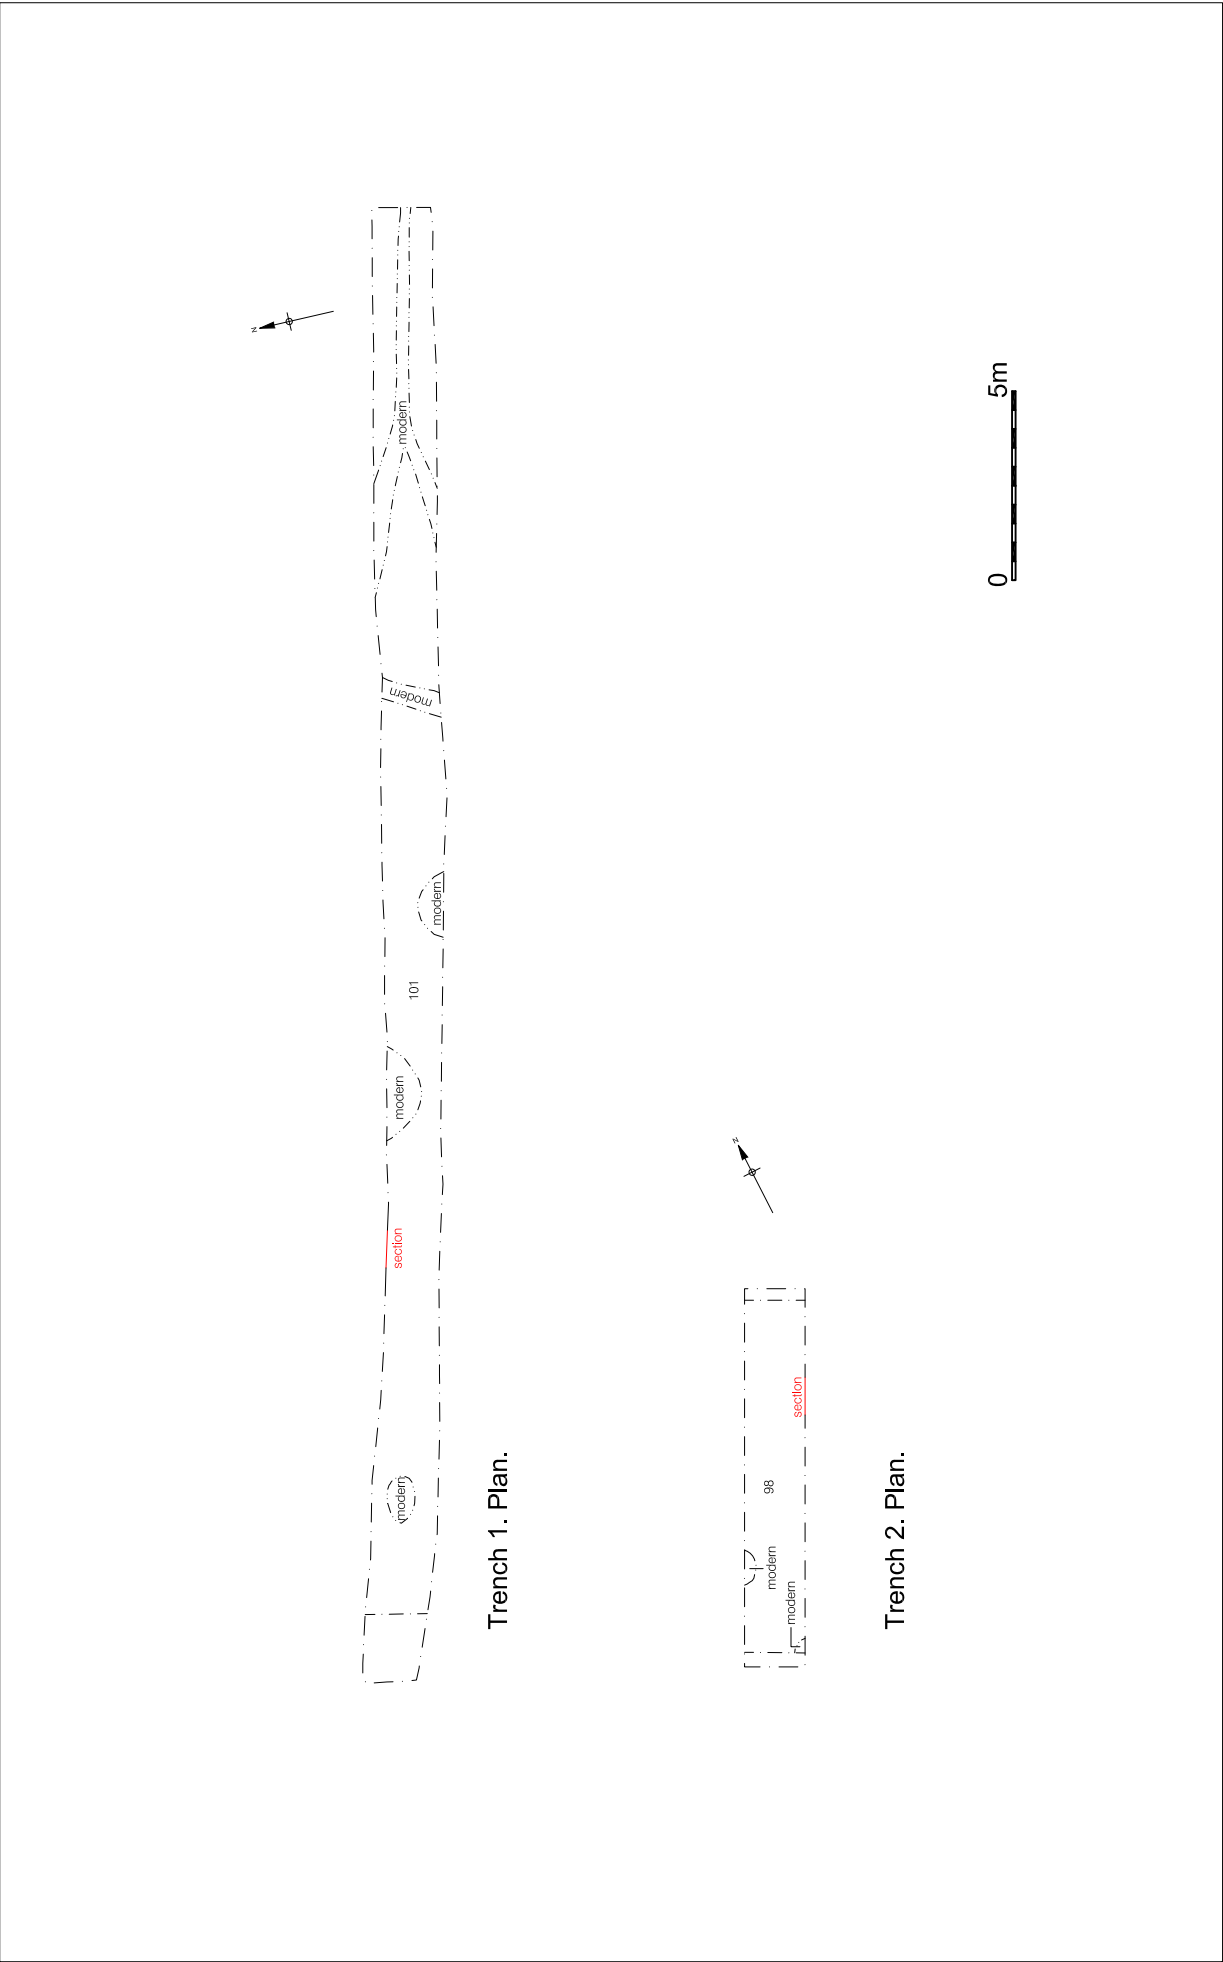 N
modern
modern
modern
101
modern
section
modern
Trench 1. Plan.
N
section
98
modern
modern
Trench 2. Plan.
0 5m